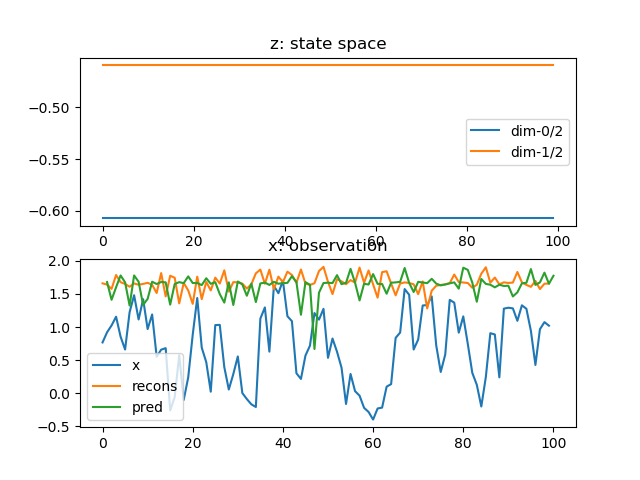 z: state space
−0.50
−0.55
−0.60
dim-0/2
dim-1/2
0 20 40 60 80 100
x: observation
2.0
1.5
1.0
0.5
0.0
−0.5
x
recons
pred
0 20 40 60 80 100